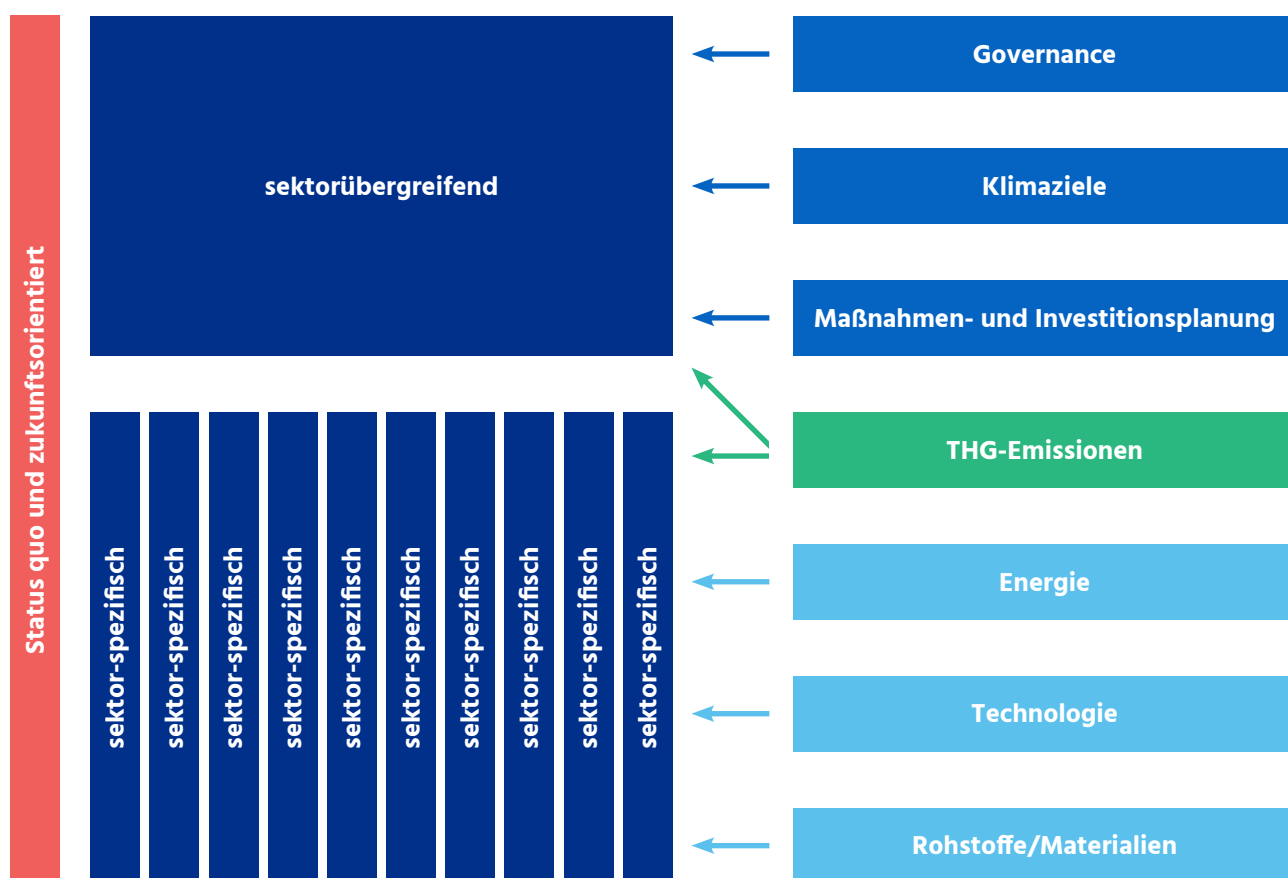 Status quo und zukunftsorientiert
sektorübergreifend
sektor-spezifisch
sektor-spezifisch
sektor-spezifisch
sektor-spezifisch
sektor-spezifisch
sektor-spezifisch
sektor-spezifisch
sektor-spezifisch
sektor-spezifisch
sektor-spezifisch
Governance
Klimaziele
Maßnahmen- und Investitionsplanung
THG-Emissionen
Energie
Technologie
Rohstoffe/Materialien